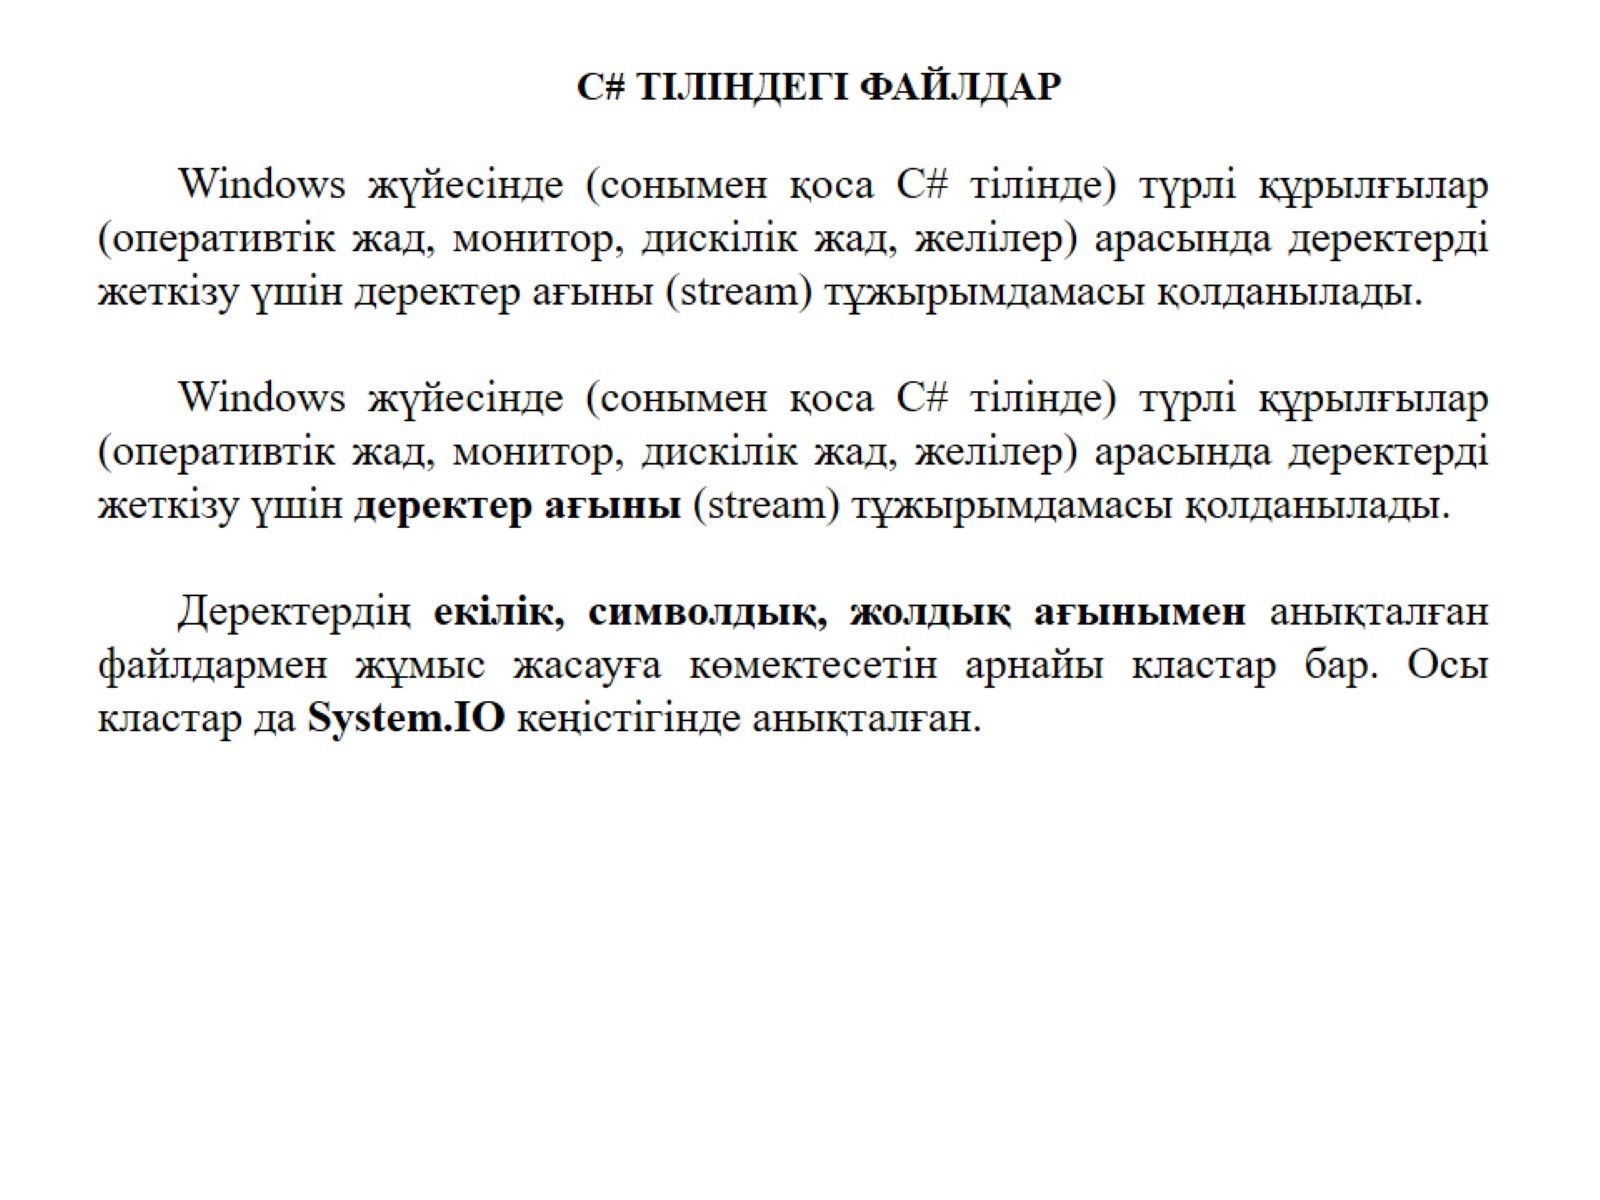 C# ТІЛІНДЕГІ ФАЙЛДАР
Windows жүйесінде (сонымен қоса C# тілінде) түрлі құрылғылар
(оперативтік жад, монитор, дискілік жад, желілер) арасында деректерді
жеткізу үшін деректер ағыны (stream) тұжырымдамасы қолданылады.
Windows жүйесінде (сонымен қоса C# тілінде) түрлі құрылғылар
(оперативтік жад, монитор, дискілік жад, желілер) арасында деректерді
жеткізу үшін деректер ағыны (stream) тұжырымдамасы қолданылады.
Деректердің екілік, символдық, жолдық ағынымен анықталған
файлдармен жұмыс жасауға көмектесетін арнайы кластар бар. Осы
кластар да System.IO кеңістігінде анықталған.